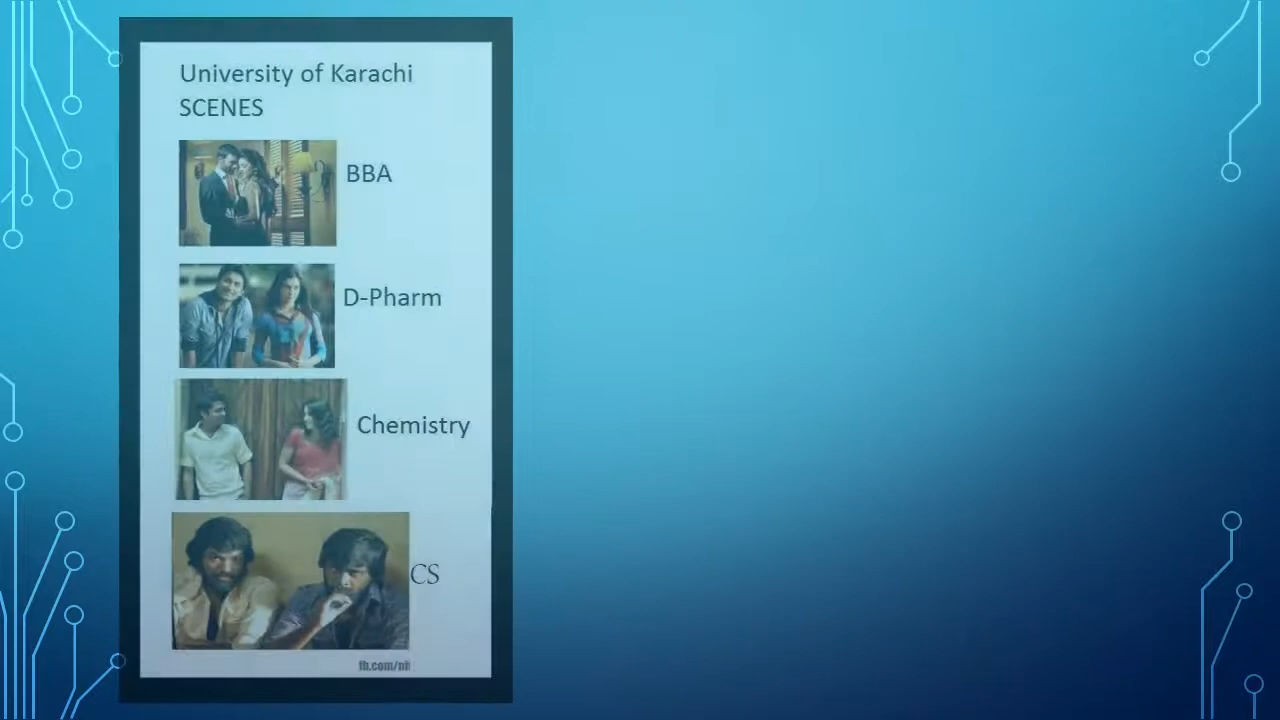 University of Karachi
SCENES
BBA
D-Pharm
Chemistry
CS